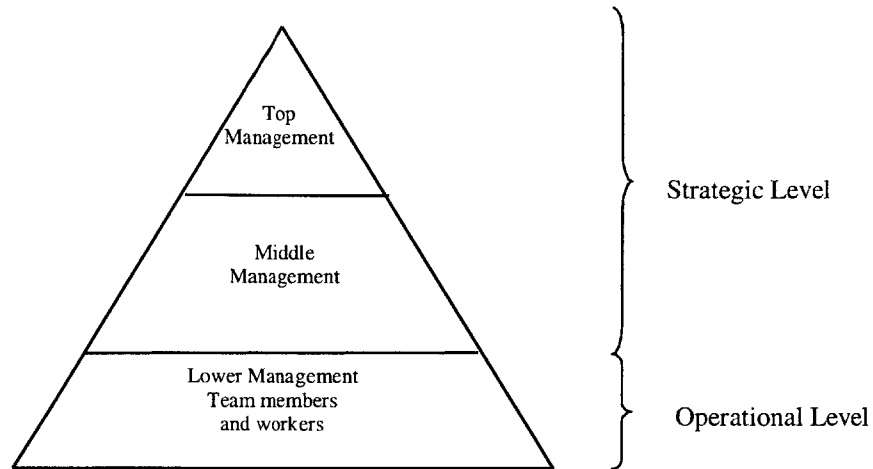 Top
Management
Strategic Level
Middle
Management
Lower Management
Team members
and workers
Operational Level